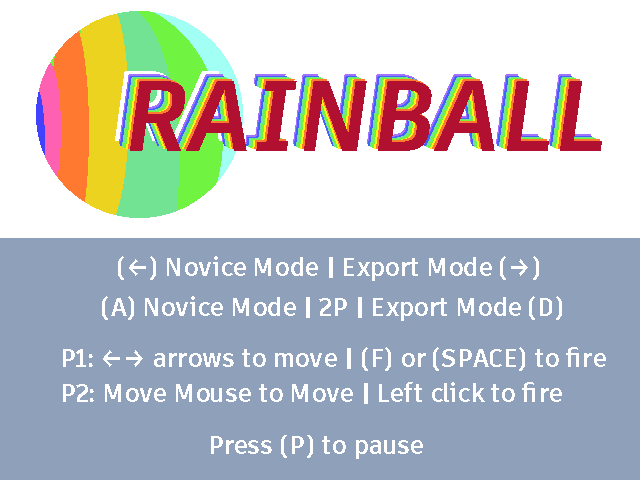 RAINBALL
(←) Novice Mode | Export Mode (→)
(A) Novice Mode | 2P | Export Mode (D)
P1: ←→ arrows to move | (F) or (SPACE) to fire
P2: Move Mouse to Move | Left click to fire
Press (P) to pause